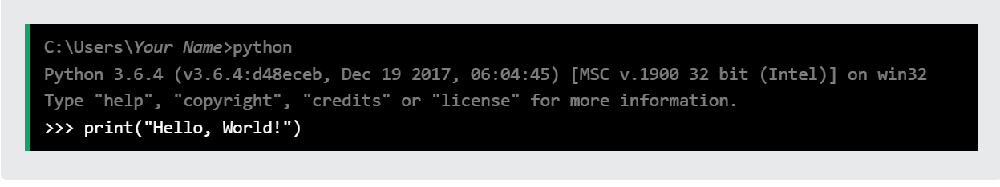 C:\Users\Your Name>python
Python 3.6.4 (v3.6.4:d48eceb, Dec 19 2017, 06:04:45) [MSC v.1900 32 bit (Intel)] on win32
Type "help", "copyright", "credits" or "license" for more information.
>>> print("Hello, World!")